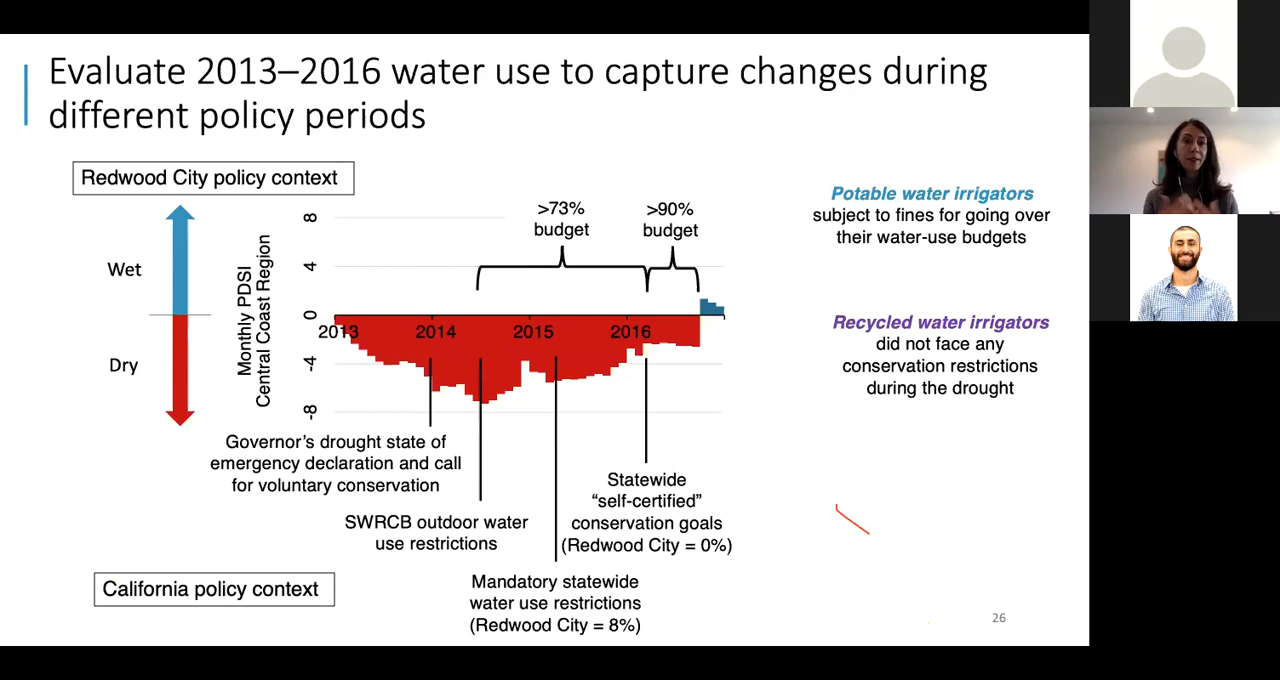 Evaluate 2013–2016 water use to capture changes during
different policy periods
Redwood City policy context
Wet
Dry
Monthly PDSI
Central Coast Region
8
4
0
-4
-8
2013
2014
2015
2016
>73%
budget
>90%
budget
Potable water irrigators
subject to fines for going over
their water-use budgets
Recycled water irrigators
did not face any
conservation restrictions
during the drought
Governor's drought state of
emergency declaration and call
for voluntary conservation
SWRCB outdoor water
use restrictions
Statewide
“self-certified”
conservation goals
(Redwood City = 0%)
Mandatory statewide
water use restrictions
(Redwood City = 8%)
California policy context
26